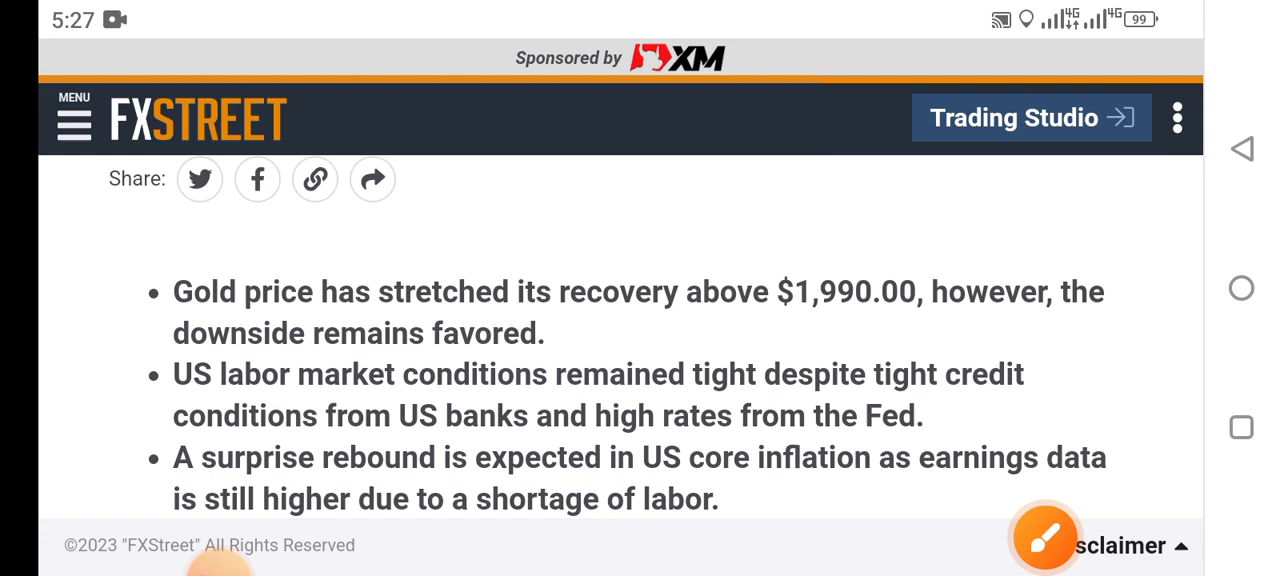 5:27
4G 4G 99
Sponsored by XM
MENU
FXSTREET
Trading Studio
Share:
• Gold price has stretched its recovery above $1,990.00, however, the
downside remains favored.
• US labor market conditions remained tight despite tight credit
conditions from US banks and high rates from the Fed.
• A surprise rebound is expected in US core inflation as earnings data
is still higher due to a shortage of labor.
©2023 "FXStreet" All Rights Reserved
sclaimer